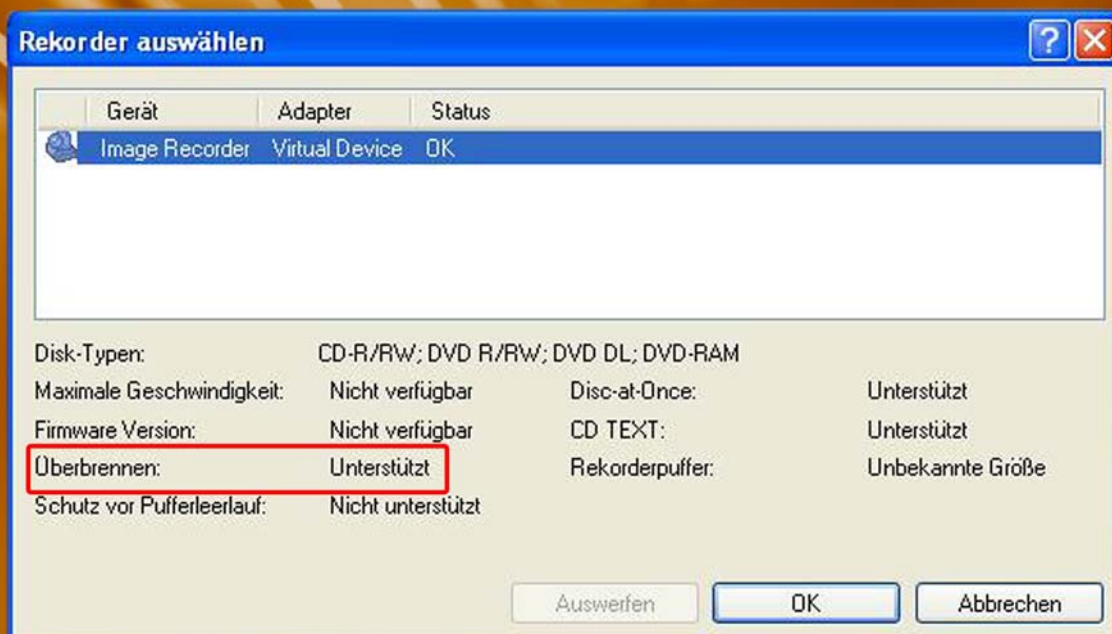 Rekorder auswählen
Gerät Adapter Status
Image Recorder Virtual Device OK
Disk-Typen: CD-R/RW; DVD R/RW; DVD DL; DVD-RAM
Maximale Geschwindigkeit: Nicht verfügbar Disc-at-Once: Unterstützt
Firmware Version: Nicht verfügbar CD TEXT: Unterstützt
Überbrennen: Unterstützt Rekorderpuffer: Unbekannte Größe
Schutz vor Pufferleerlauf: Nicht unterstützt
Auswerfen OK Abbrechen